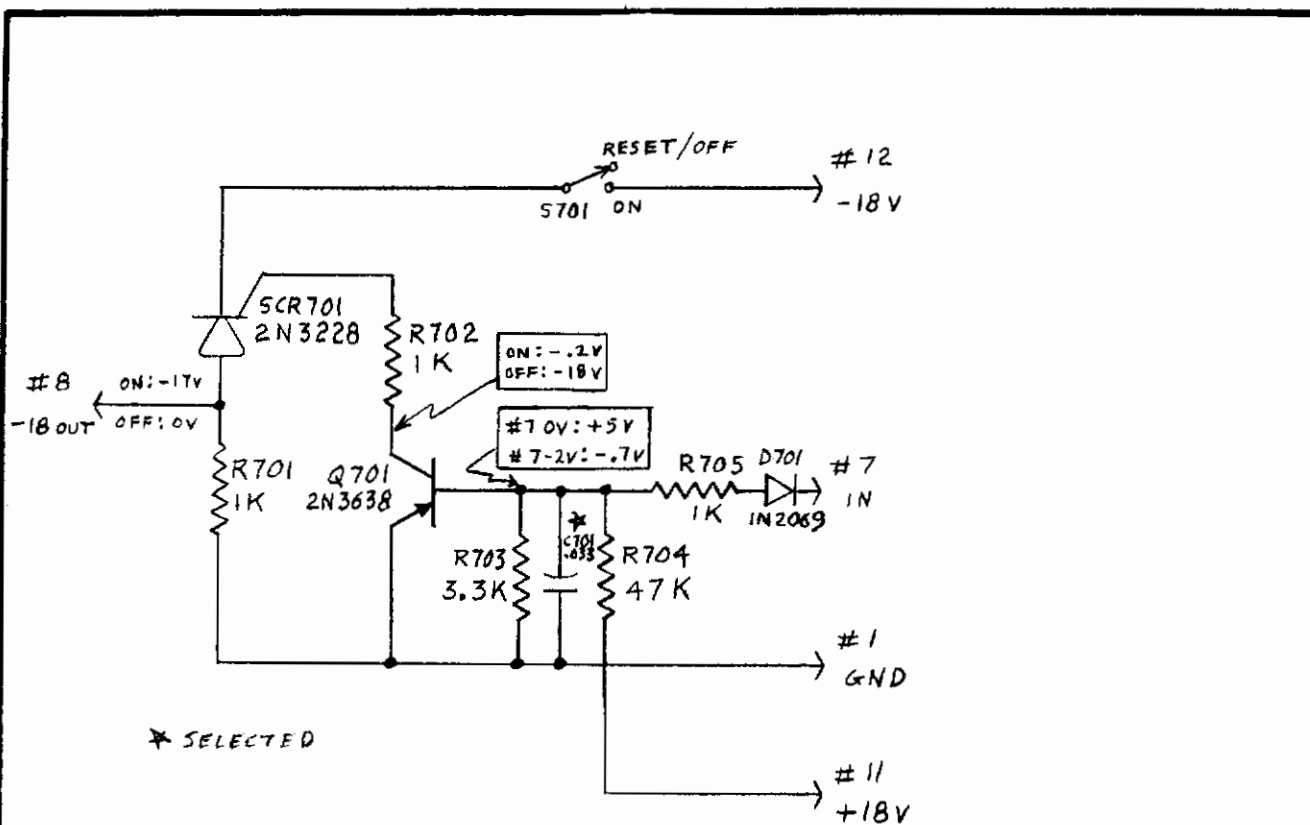 RESET/OFF
# 12
-18V
S701 ON
SCR701
2N3228
R702
1K
ON: -.2V
OFF: -18V
# 8
ON: -17V
-18 OUT
OFF: 0V
#7 0V: +5V
#7-2V: -.7V
R701
1K
Q701
2N3638
R705
1K
D701
1N2069
# 7
IN
R703
3.3K
★
C701
.033
R704
47K
# 1
GND
★ SELECTED
# 11
+18V